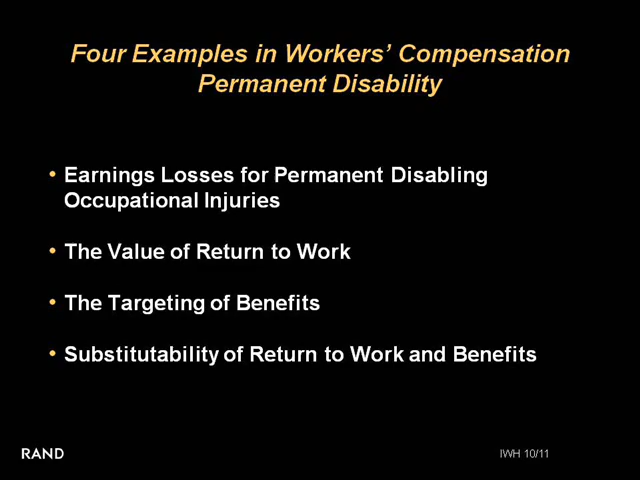 Four Examples in Workers’ Compensation
Permanent Disability
• Earnings Losses for Permanent Disabling
Occupational Injuries
• The Value of Return to Work
• The Targeting of Benefits
• Substitutability of Return to Work and Benefits
RAND
IWH 10/11